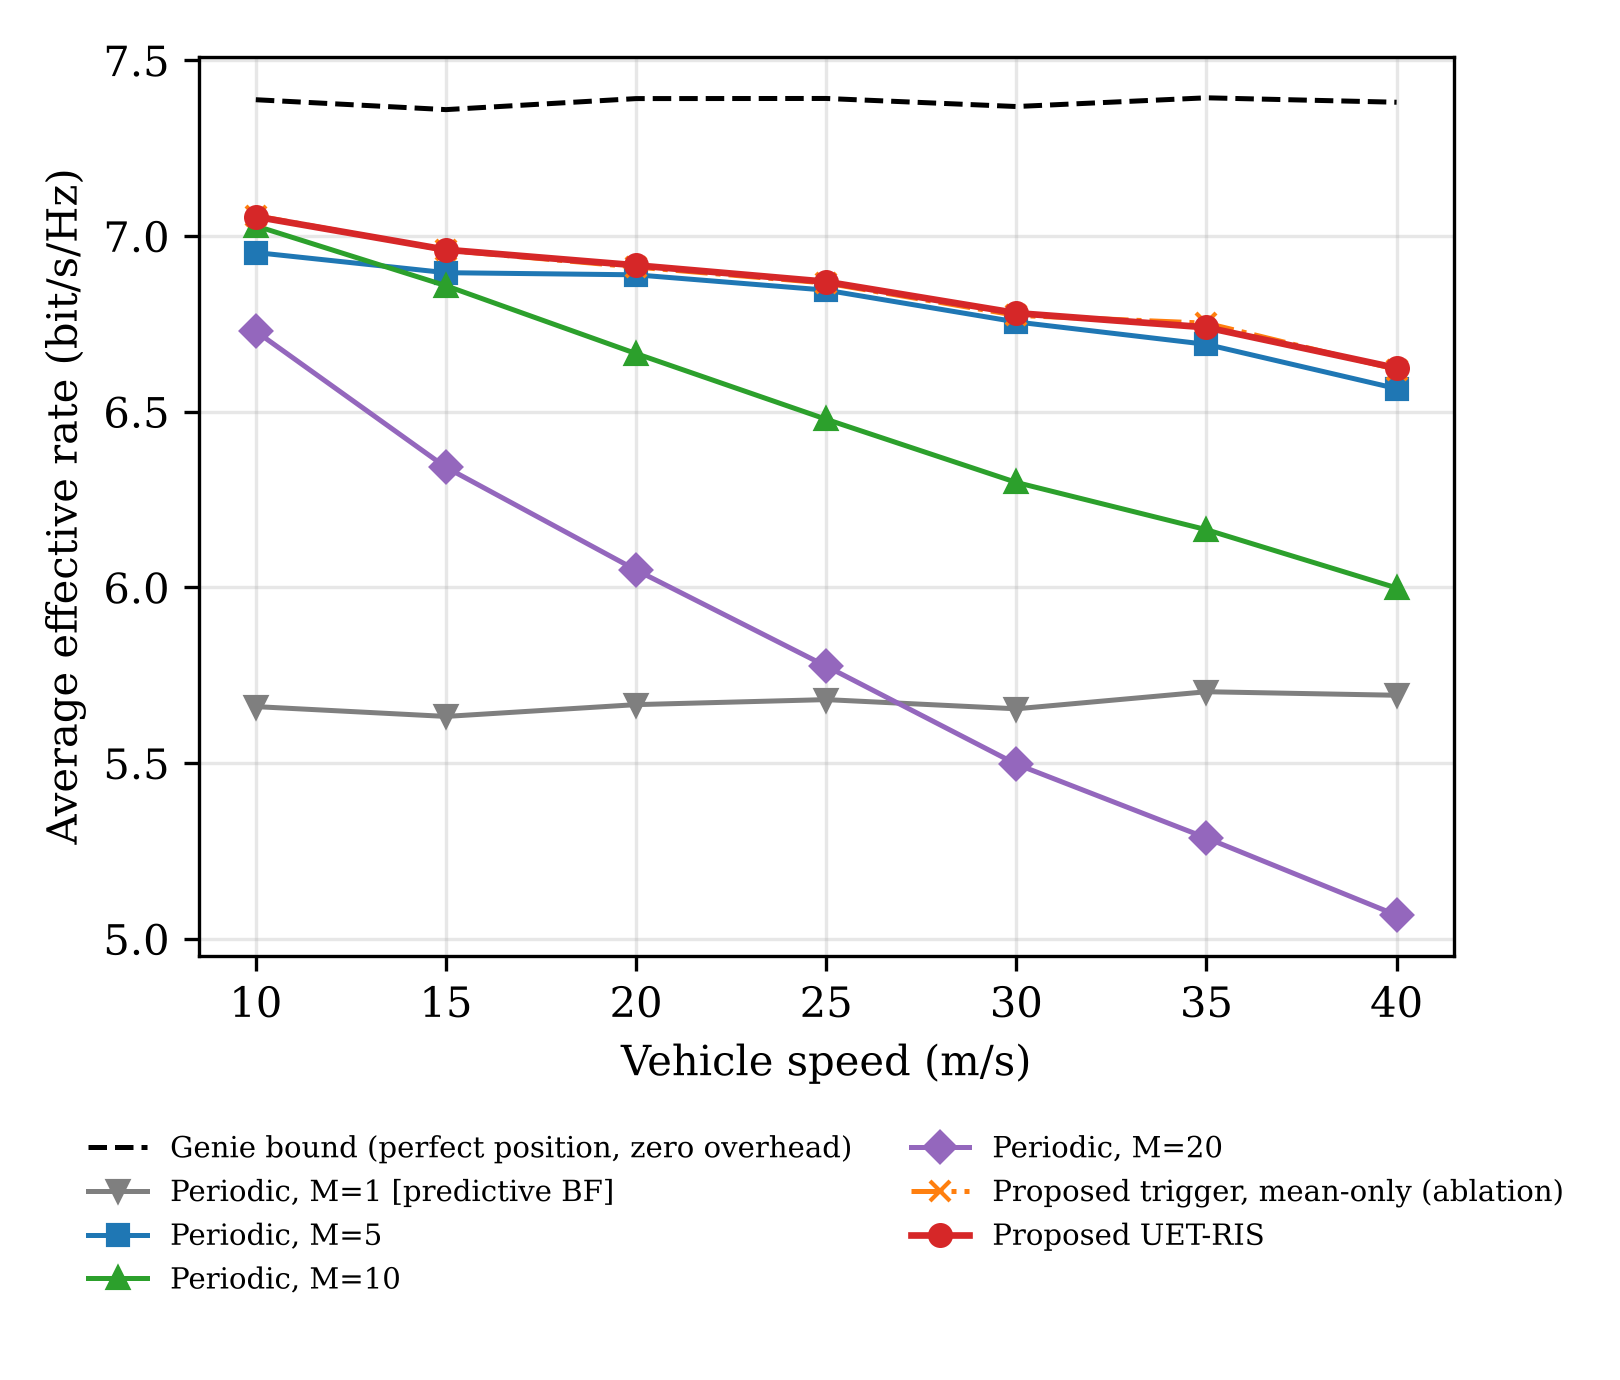 7.5
7.0
6.5
6.0
5.5
5.0
Average effective rate (bit/s/Hz)
10 15 20 25 30 35 40
Vehicle speed (m/s)
Genie bound (perfect position, zero overhead)
Periodic, M=1 [predictive BF]
Periodic, M=5
Periodic, M=10
Periodic, M=20
Proposed trigger, mean-only (ablation)
Proposed UET-RIS